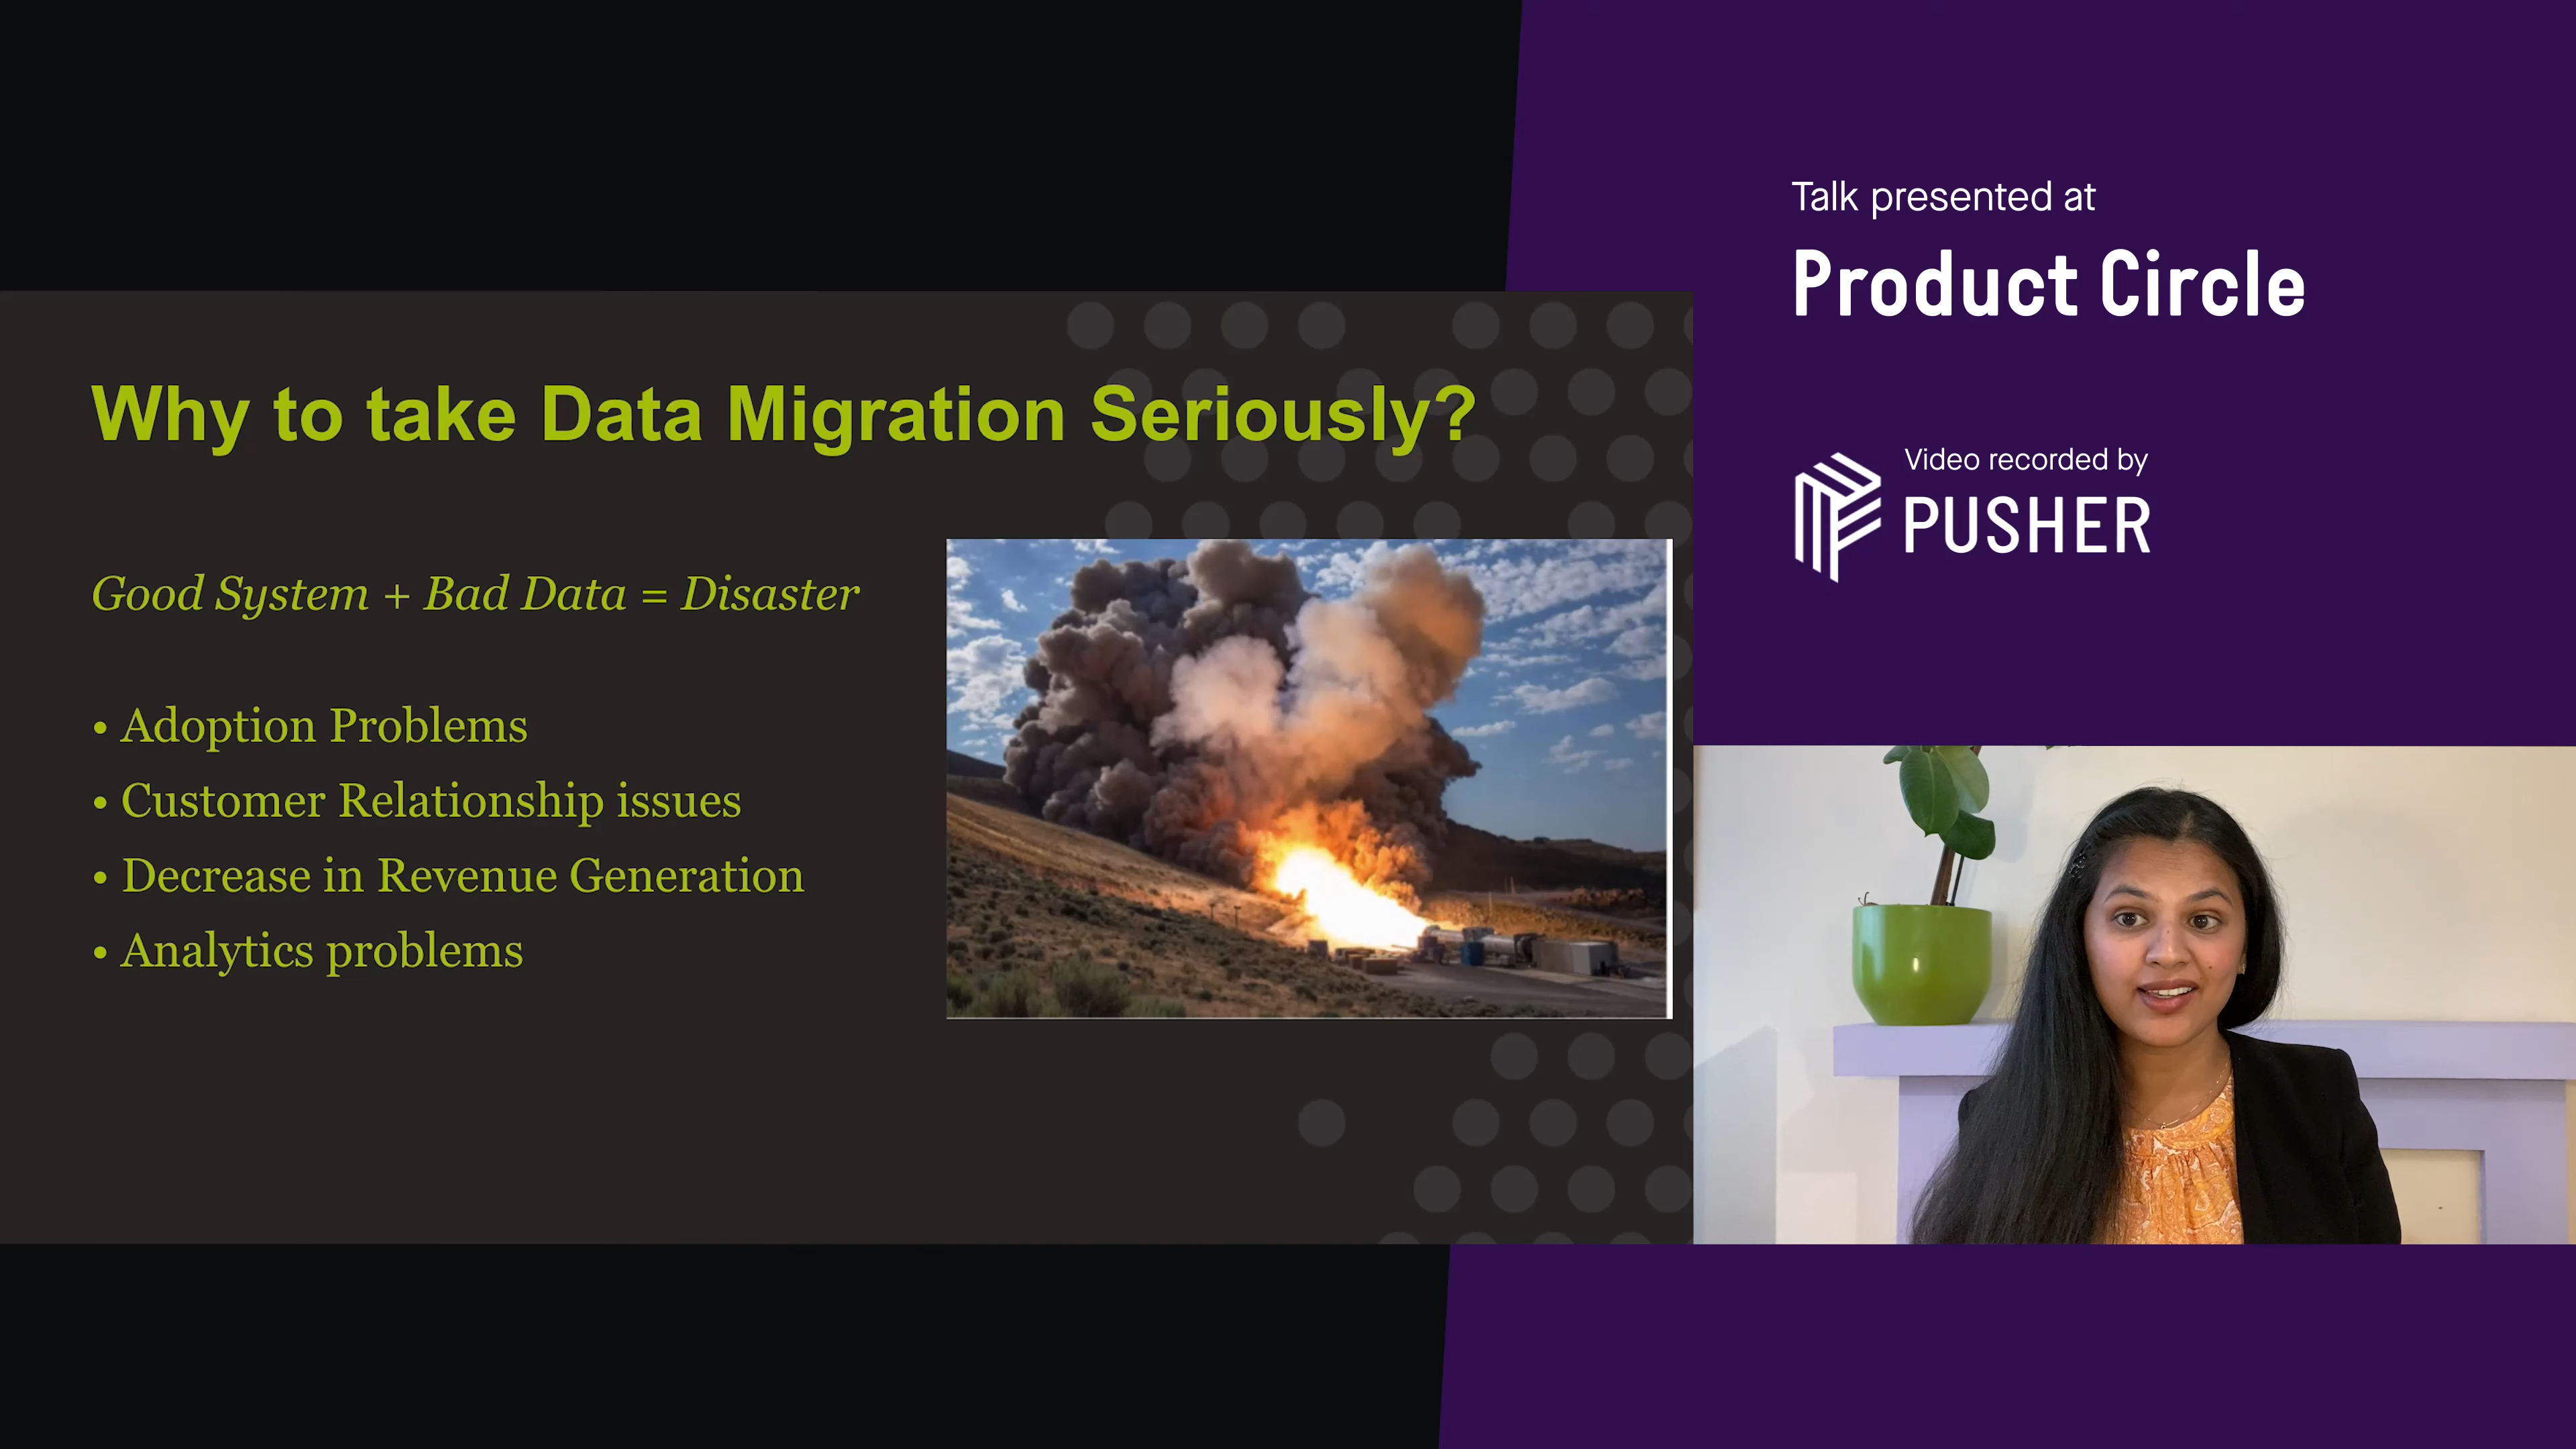 Why to take Data Migration Seriously?
Good System + Bad Data = Disaster
• Adoption Problems
• Customer Relationship issues
• Decrease in Revenue Generation
• Analytics problems
Talk presented at
Product Circle
Video recorded by
PUSHER